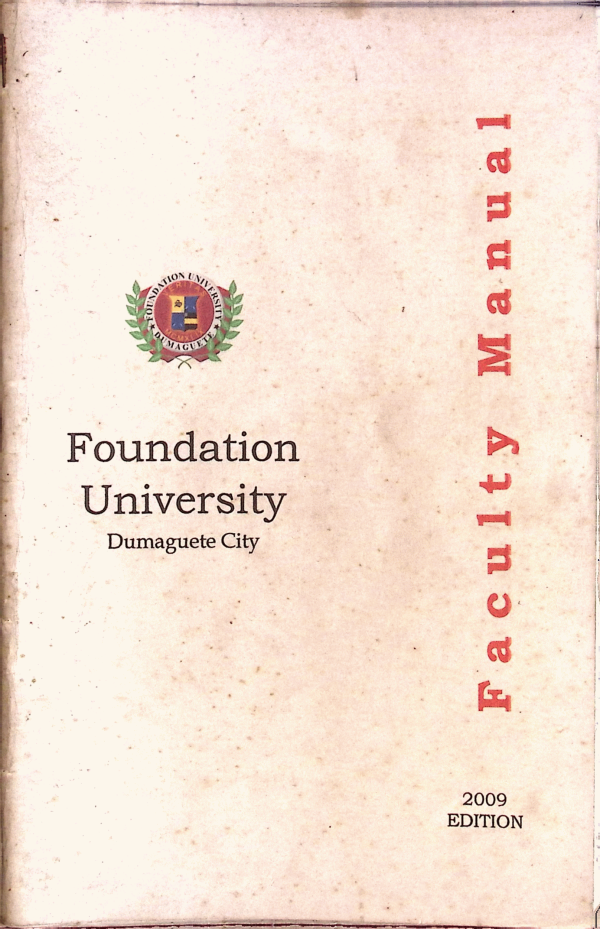 FOUNDATION UNIVERSITY
DUMAGUETE
Foundation
University
Dumaguete City
Faculty Manual
2009
EDITION